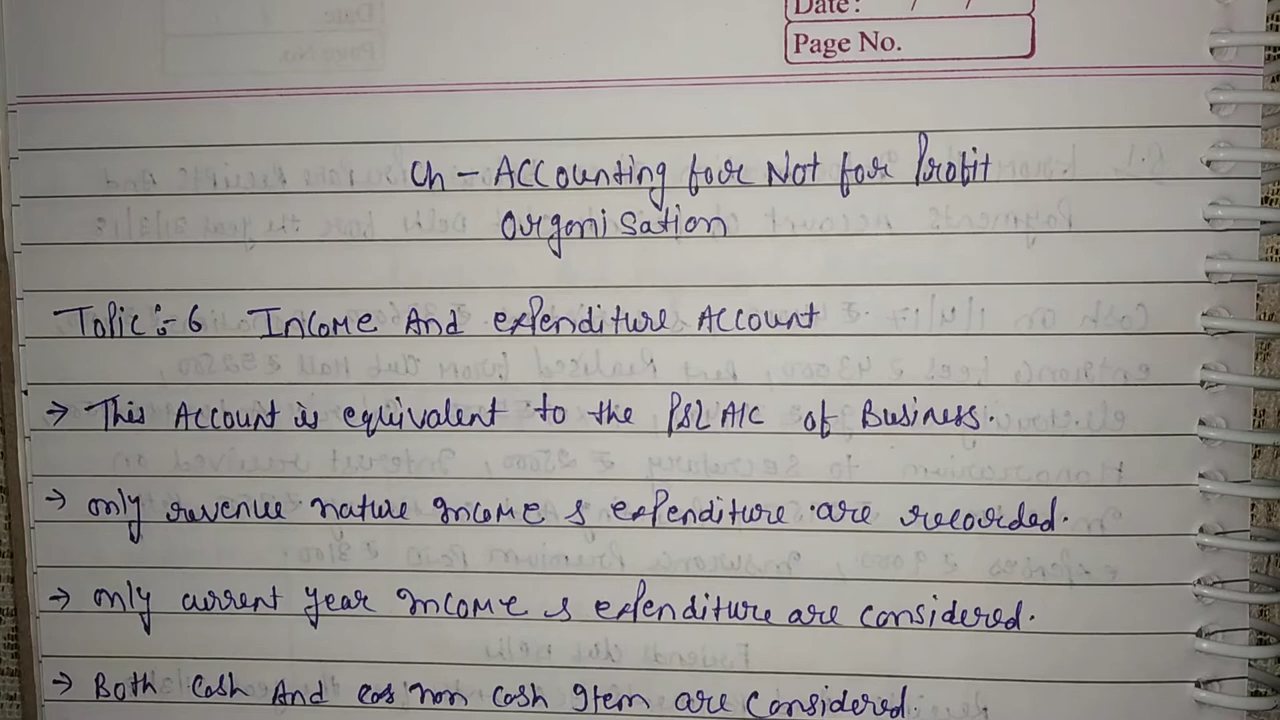 Date: / /
Page No.
Ch - Accounting for Not for Profit
Organisation
Topic :- 6 Income And expenditure Account
→ This Account is equivalent to the P&L A/C of Business.
→ only revenue nature Income & expenditure are recorded.
→ only current year Income & expenditure are considered.
→ Both Cash And non Cash Item are Considered.